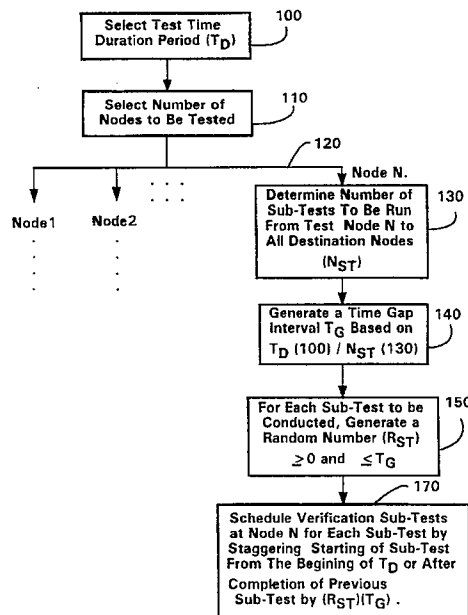 100
Select Test Time
Duration Period (TD)
110
Select Number of
Nodes to Be Tested
120
Node1
Node2
Node N.
130
Determine Number of
Sub-Tests To Be Run
From Test Node N to
All Destination Nodes
(NST)
140
Generate a Time Gap
Interval TG Based on
TD (100) / NST (130)
150
For Each Sub-Test to be
Conducted, Generate a
Random Number (RST)
≥0 and ≤TG
170
Schedule Verification Sub-Tests
at Node N for Each Sub-Test by
Staggering Starting of Sub-Test
From The Begining of TD or After
Completion of Previous
Sub-Test by (RST)(TG) .